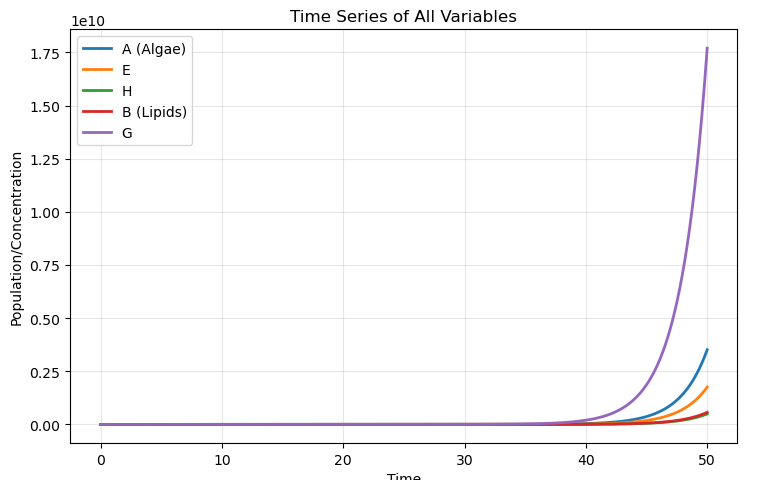 Time Series of All Variables
1e10
A (Algae)
E
H
B (Lipids)
G
Population/Concentration
1.75
1.50
1.25
1.00
0.75
0.50
0.25
0.00
0 10 20 30 40 50
Time